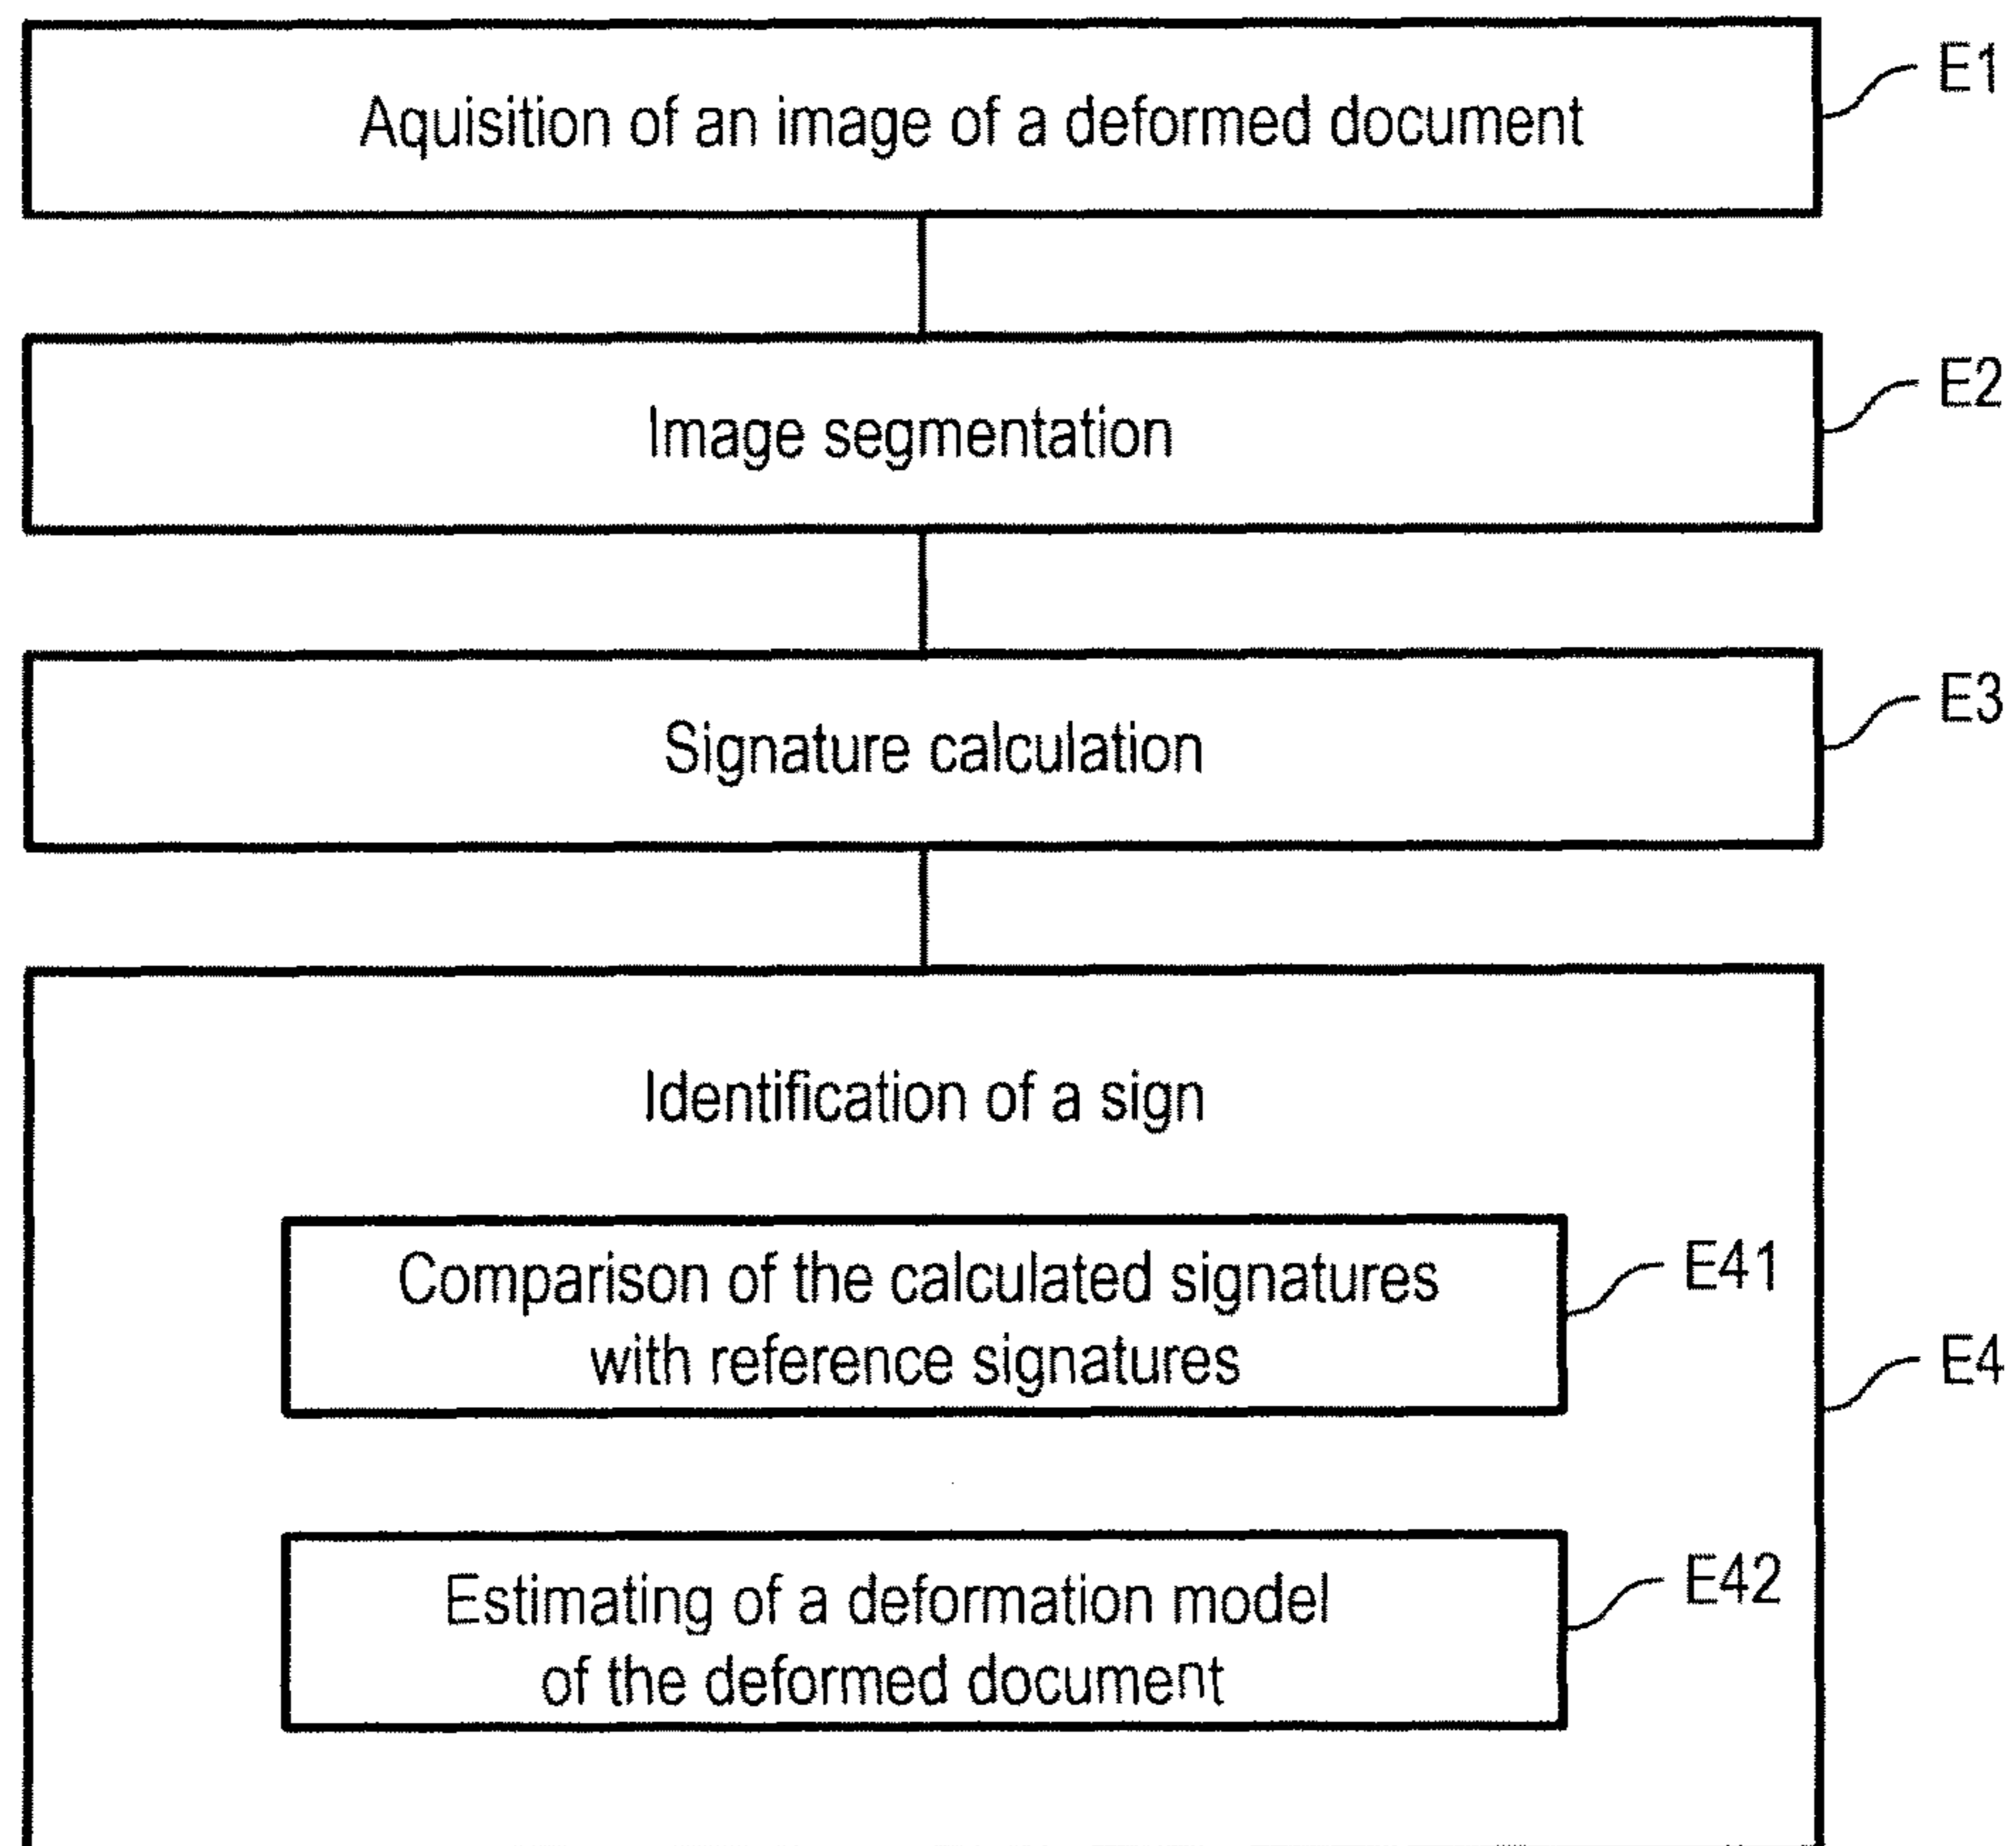 Aquisition of an image of a deformed document
E1
Image segmentation
E2
Signature calculation
E3
Identification of a sign
Comparison of the calculated signatures
with reference signatures
E41
E4
Estimating of a deformation model
of the deformed document
E42